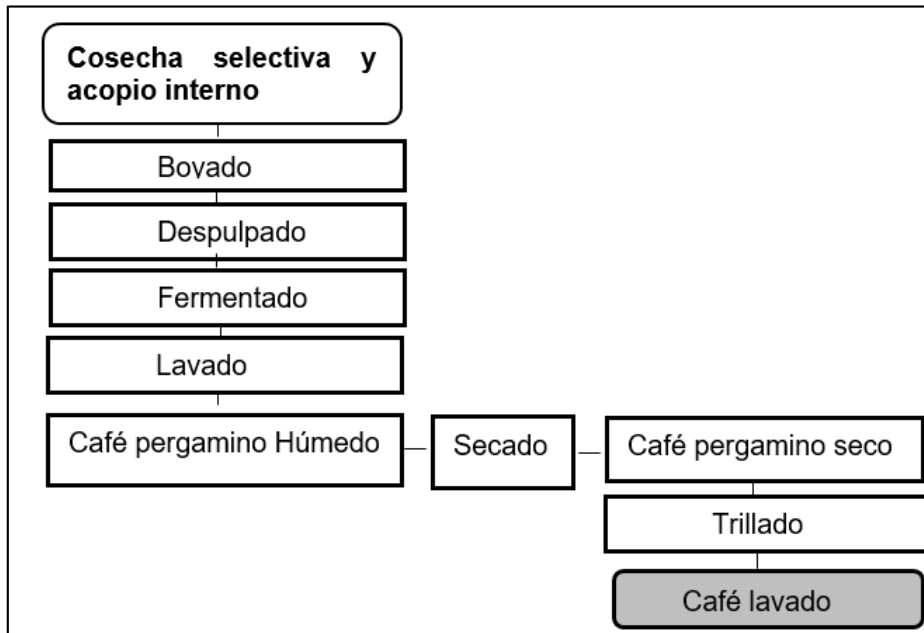 Cosecha selectiva y
acopio interno
Boyado
Despulpado
Fermentado
Lavado
Café pergamino Húmedo
Secado
Café pergamino seco
Trillado
Café lavado